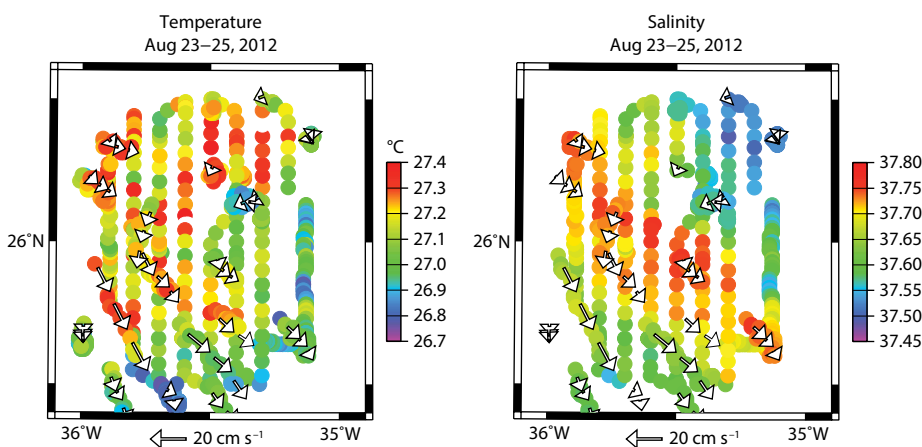 Temperature
Aug 23–25, 2012
Salinity
Aug 23–25, 2012
°C
27.4
27.3
27.2
27.1
27.0
26.9
26.8
26.7
37.80
37.75
37.70
37.65
37.60
37.55
37.50
37.45
26°N
26°N
36°W
35°W
36°W
35°W
20 cm s⁻¹
20 cm s⁻¹